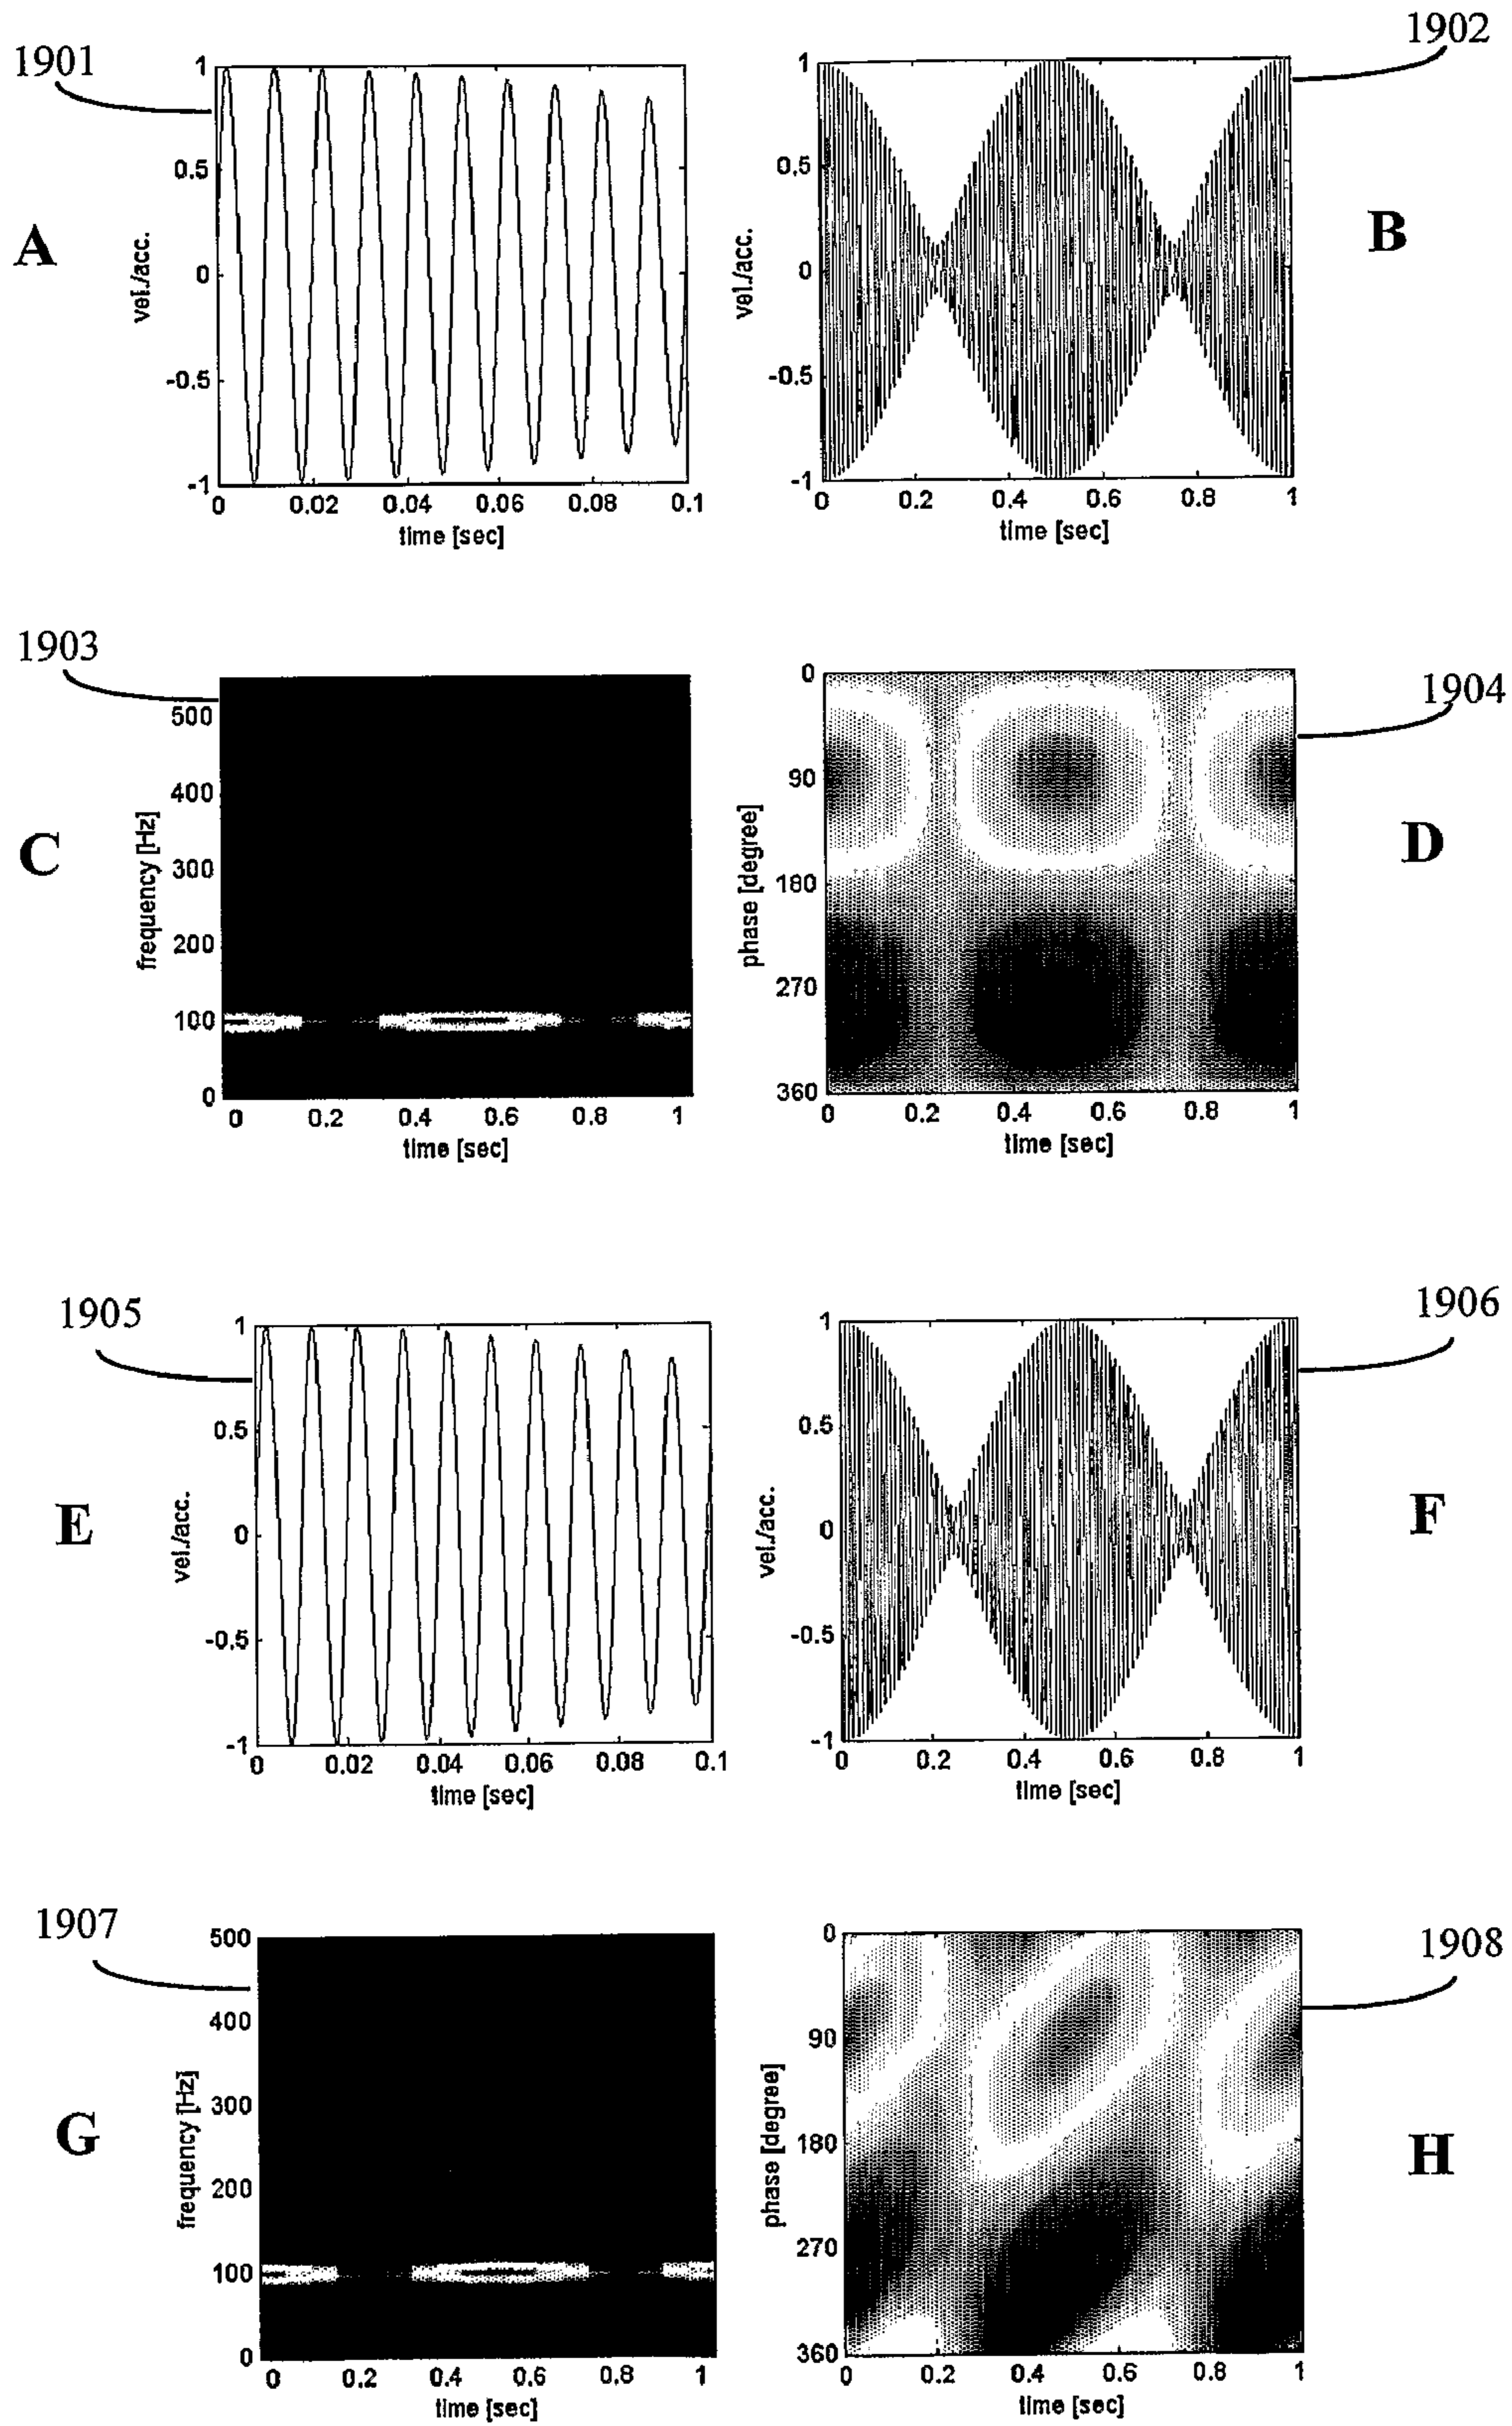 1901
1902
1
0.5
0
-0.5
-1
vel./acc.
0 0.02 0.04 0.06 0.08 0.1
time [sec]
A
1
0.5
0
-0.5
-1
vel./acc.
0 0.2 0.4 0.6 0.8 1
time [sec]
B
1903
1904
500
400
300
200
100
0
frequency [Hz]
0 0.2 0.4 0.6 0.8 1
time [sec]
C
0
90
180
270
360
phase [degree]
0 0.2 0.4 0.6 0.8 1
time [sec]
D
1905
1906
1
0.5
0
-0.5
-1
vel./acc.
0 0.02 0.04 0.06 0.08 0.1
time [sec]
E
1
0.5
0
-0.5
-1
vel./acc.
0 0.2 0.4 0.6 0.8 1
time [sec]
F
1907
1908
500
400
300
200
100
0
frequency [Hz]
0 0.2 0.4 0.6 0.8 1
time [sec]
G
0
90
180
270
360
phase [degree]
0 0.2 0.4 0.6 0.8 1
time [sec]
H